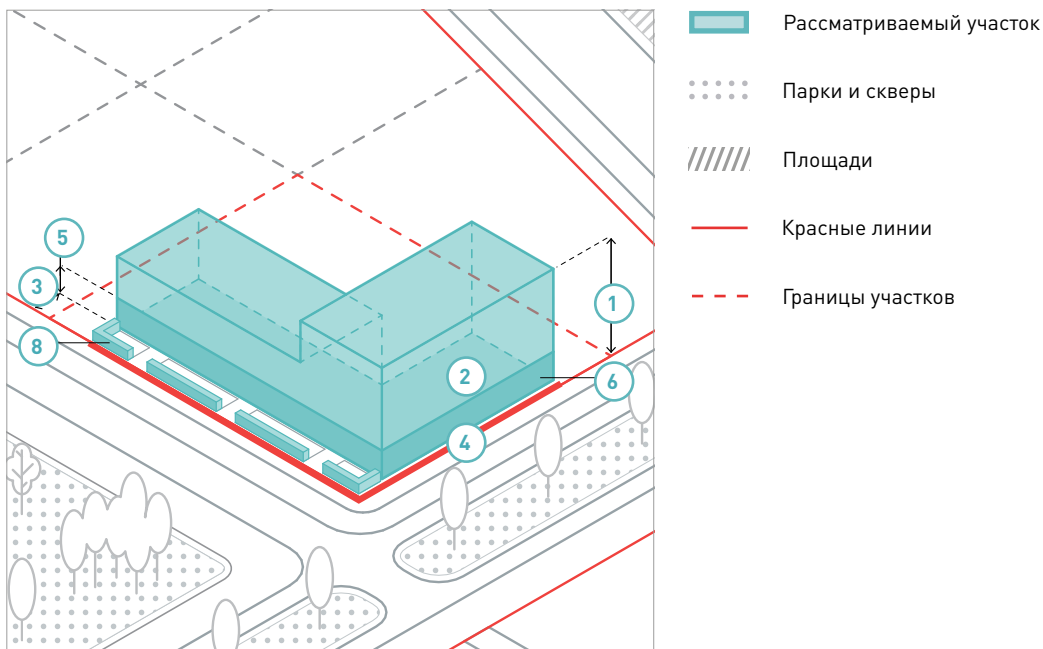 Рассматриваемый участок
Парки и скверы
Площади
Красные линии
Границы участков
5
3
1
8
2
6
4